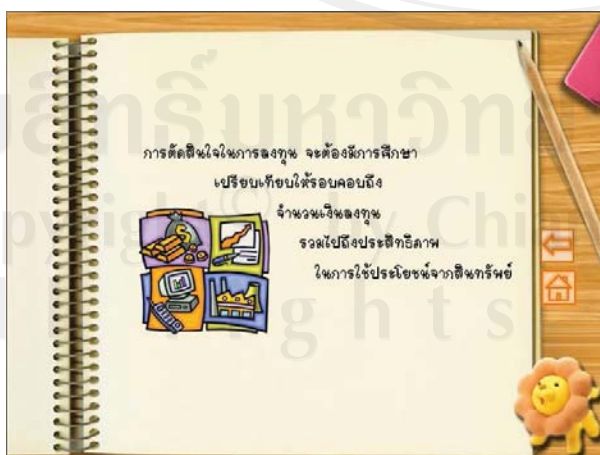 การตัดสินใจในการลงทุน จะต้องมีการศึกษา
เปรียบเทียบให้รอบคอบถึง
จำนวนเงินลงทุน
รวมไปถึงประสิทธิภาพ
ในการใช้ประโยชน์จากสินทรัพย์